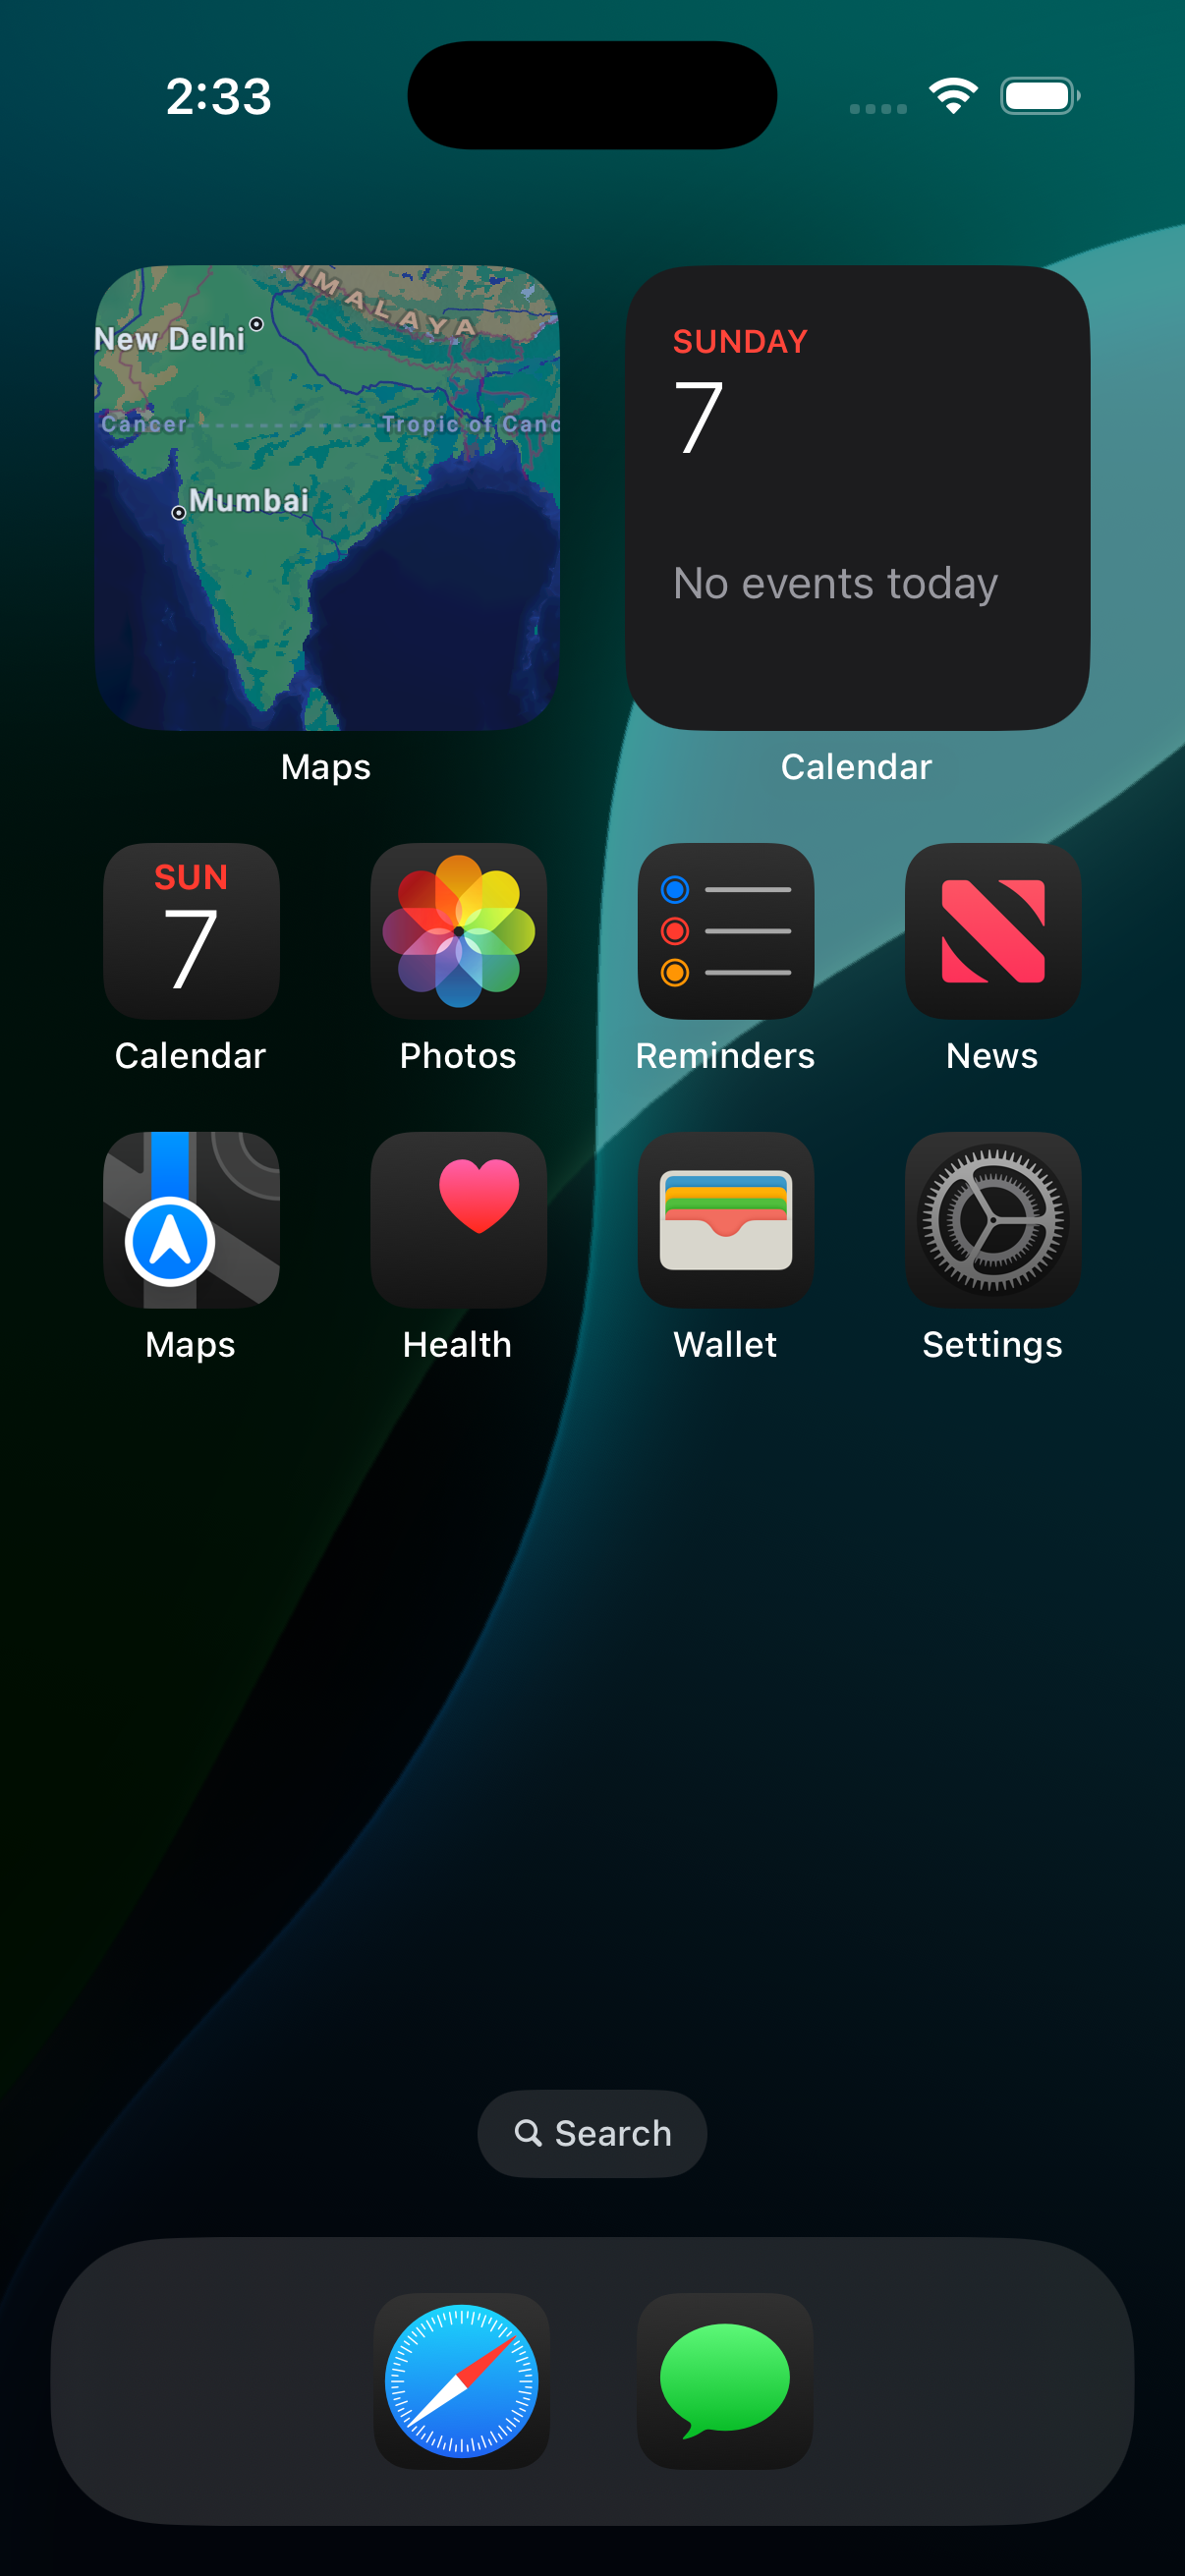 2:33
IMALAYA
New Delhi
Cancer
Tropic of Canc
Mumbai
SUNDAY
7
No events today
Maps
Calendar
SUN
7
Calendar
Photos
Reminders
News
Maps
Health
Wallet
Settings
Search